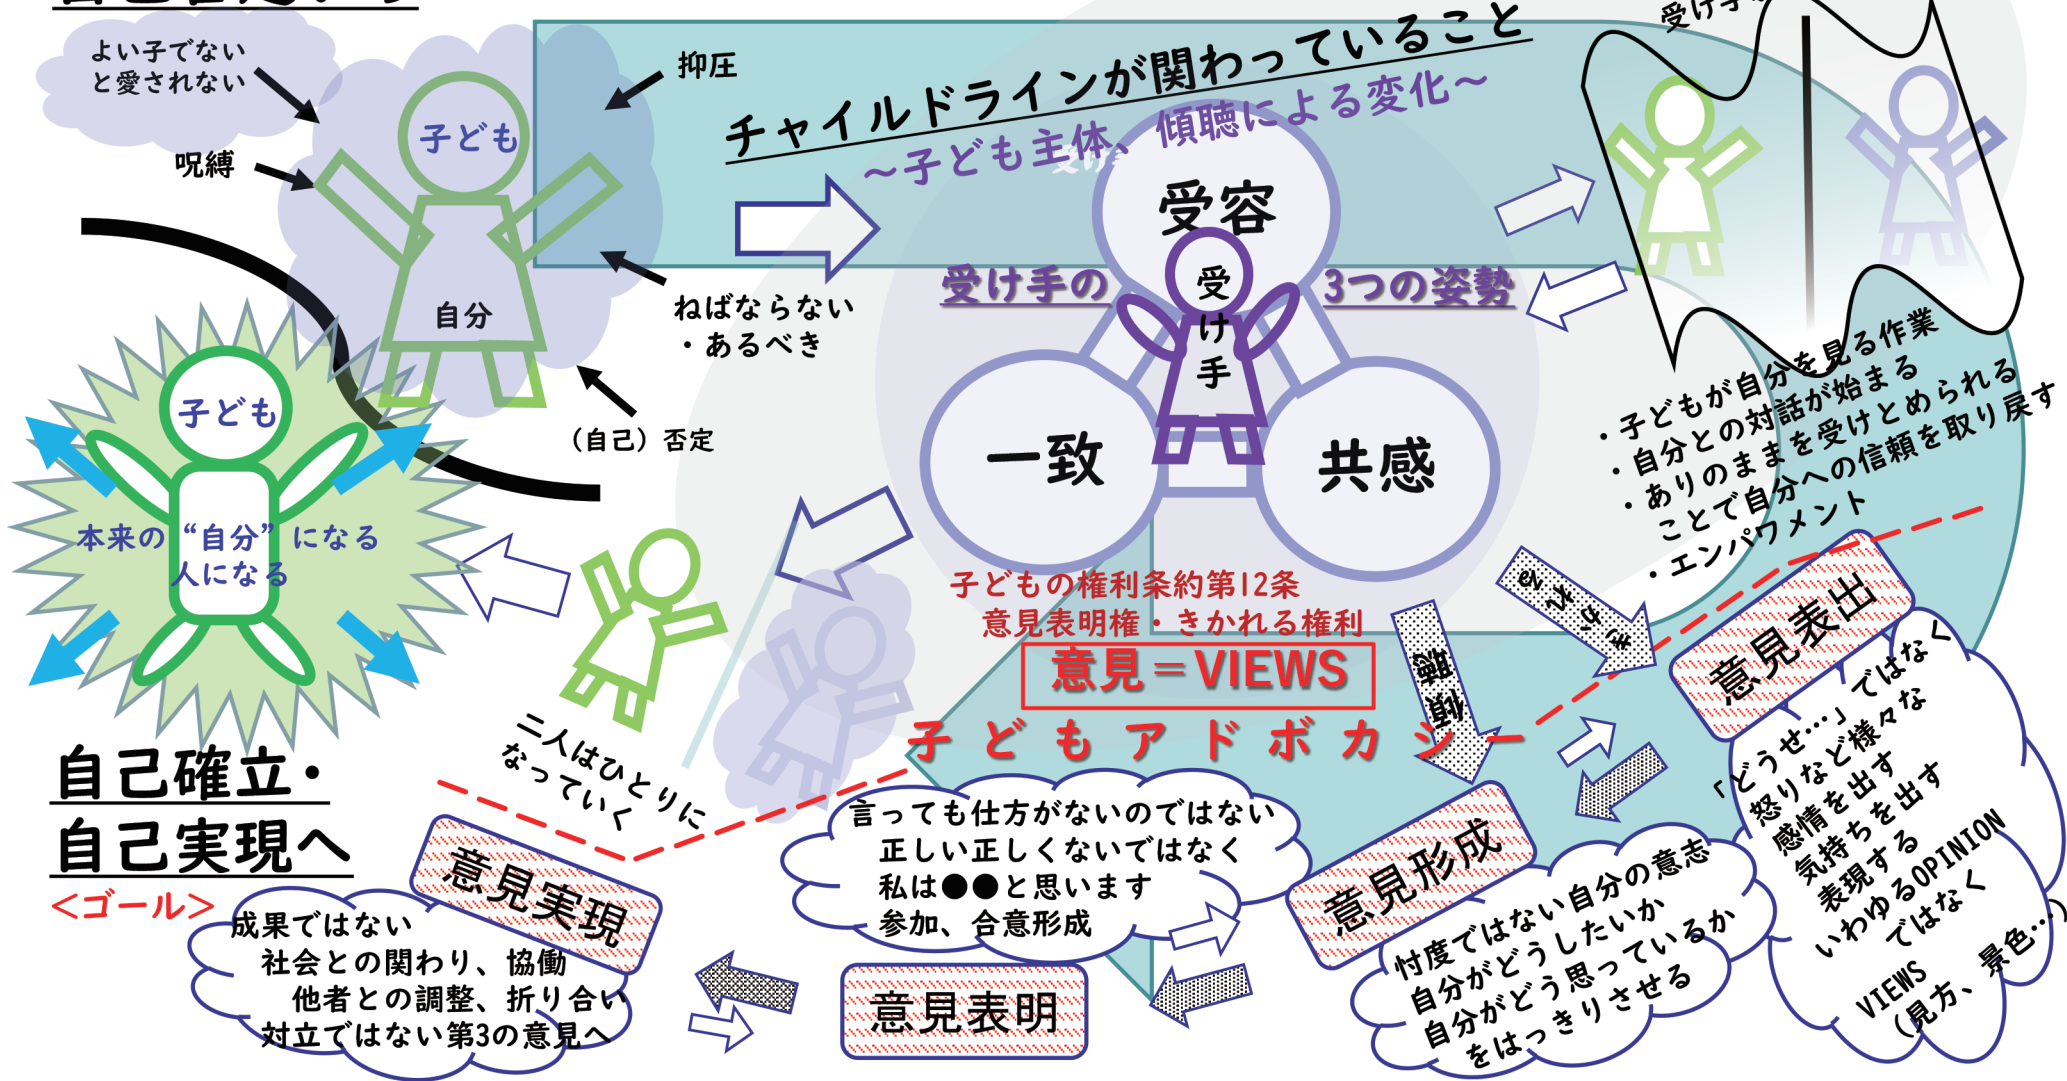 よい子でない
と愛されない
呪縛
子ども
自分
抑圧
ねばならない
・あるべき
（自己）否定
チャイルドラインが関わっていること
～子ども主体、傾聴による変化～
受容
受け手の
3つの姿勢
受け手
一致
共感
・子どもが自分を見る作業
・自分との対話が始まる
・ありのままを受けとめられる
ことで自分への信頼を取り戻す
・エンパワメント
子ども
本来の“自分”になる
人になる
二人はひとりに
なっていく
自己確立・
自己実現へ
<ゴール>
子どもの権利条約第12条
意見表明権・きかれる権利
意見＝VIEWS
子どもアドボカシー
きかれる
傾聴
意見表出
「どうせ…」ではなく
怒りなど様々な
感情を出す
気持ちを出す
表現する
いわゆるOPINION
ではなく
VIEWS
（見方、景色…）
意見形成
忖度ではない自分の意志
自分がどうしたいか
自分がどう思っているか
をはっきりさせる
言っても仕方がないのではない
正しい正しくないではなく
私は●●と思います
参加、合意形成
意見表明
意見実現
成果ではない
社会との関わり、協働
他者との調整、折り合い
対立ではない第3の意見へ